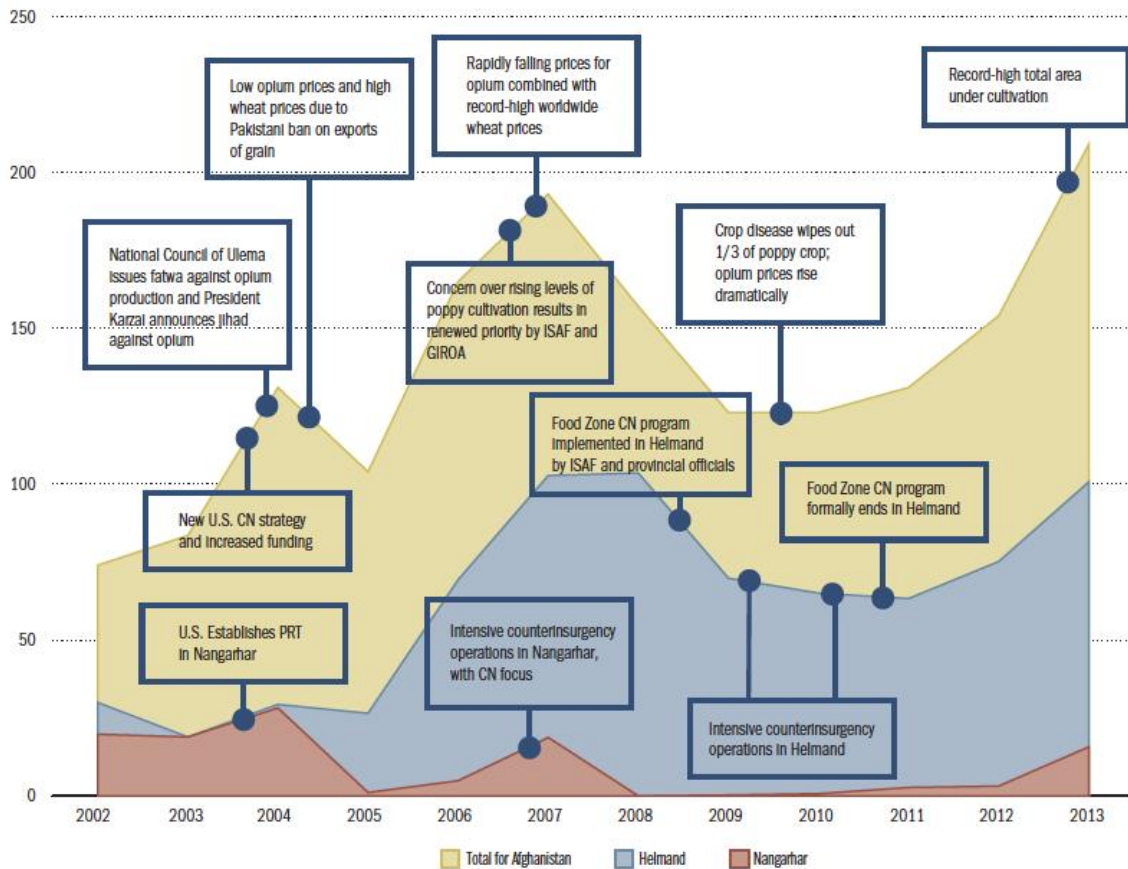 250
200
150
100
50
0
Low opium prices and high
wheat prices due to
Pakistani ban on exports
of grain
Rapidly falling prices for
opium combined with
record-high worldwide
wheat prices
Record-high total area
under cultivation
National Council of Ulema
issues fatwa against opium
production and President
Karzai announces jihad
against opium
Concern over rising levels of
poppy cultivation results in
renewed priority by ISAF and
GIROA
Crop disease wipes out
1/3 of poppy crop;
opium prices rise
dramatically
New U.S. CN strategy
and increased funding
Food Zone CN program
implemented in Helmand
by ISAF and provincial officials
Food Zone CN program
formally ends in Helmand
U.S. Establishes PRT
in Nangarhar
Intensive counterinsurgency
operations in Nangarhar,
with CN focus
Intensive counterinsurgency
operations in Helmand
2002 2003 2004 2005 2006 2007 2008 2009 2010 2011 2012 2013
Total for Afghanistan Helmand Nangarhar